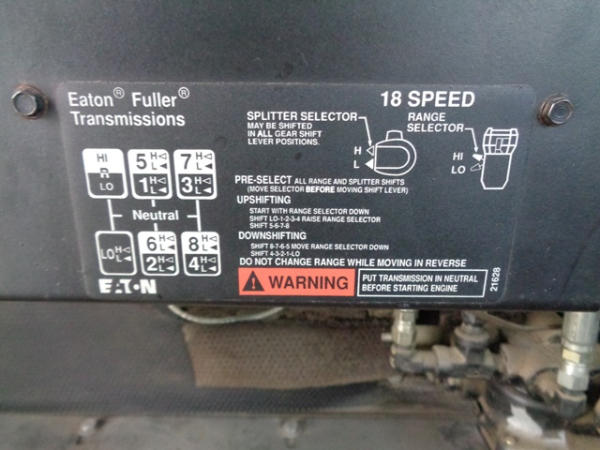 Eaton® Fuller®
Transmissions
18 SPEED
SPLITTER SELECTOR
MAY BE SHIFTED
IN ALL GEAR SHIFT
LEVER POSITIONS.
H
L
RANGE
SELECTOR
HI
LO
HI
R
LO
5 H L
1 H L
7 H L
3 H L
Neutral
LO H L
6 H L
2 H L
8 H L
4 H L
EATON
PRE-SELECT ALL RANGE AND SPLITTER SHIFTS
(MOVE SELECTOR BEFORE MOVING SHIFT LEVER)
UPSHIFTING
START WITH RANGE SELECTOR DOWN
SHIFT LO-1-2-3-4 RAISE RANGE SELECTOR
SHIFT 5-6-7-8
DOWNSHIFTING
SHIFT 8-7-6-5 MOVE RANGE SELECTOR DOWN
SHIFT 4-3-2-1-LO
DO NOT CHANGE RANGE WHILE MOVING IN REVERSE
WARNING
PUT TRANSMISSION IN NEUTRAL
BEFORE STARTING ENGINE
21628